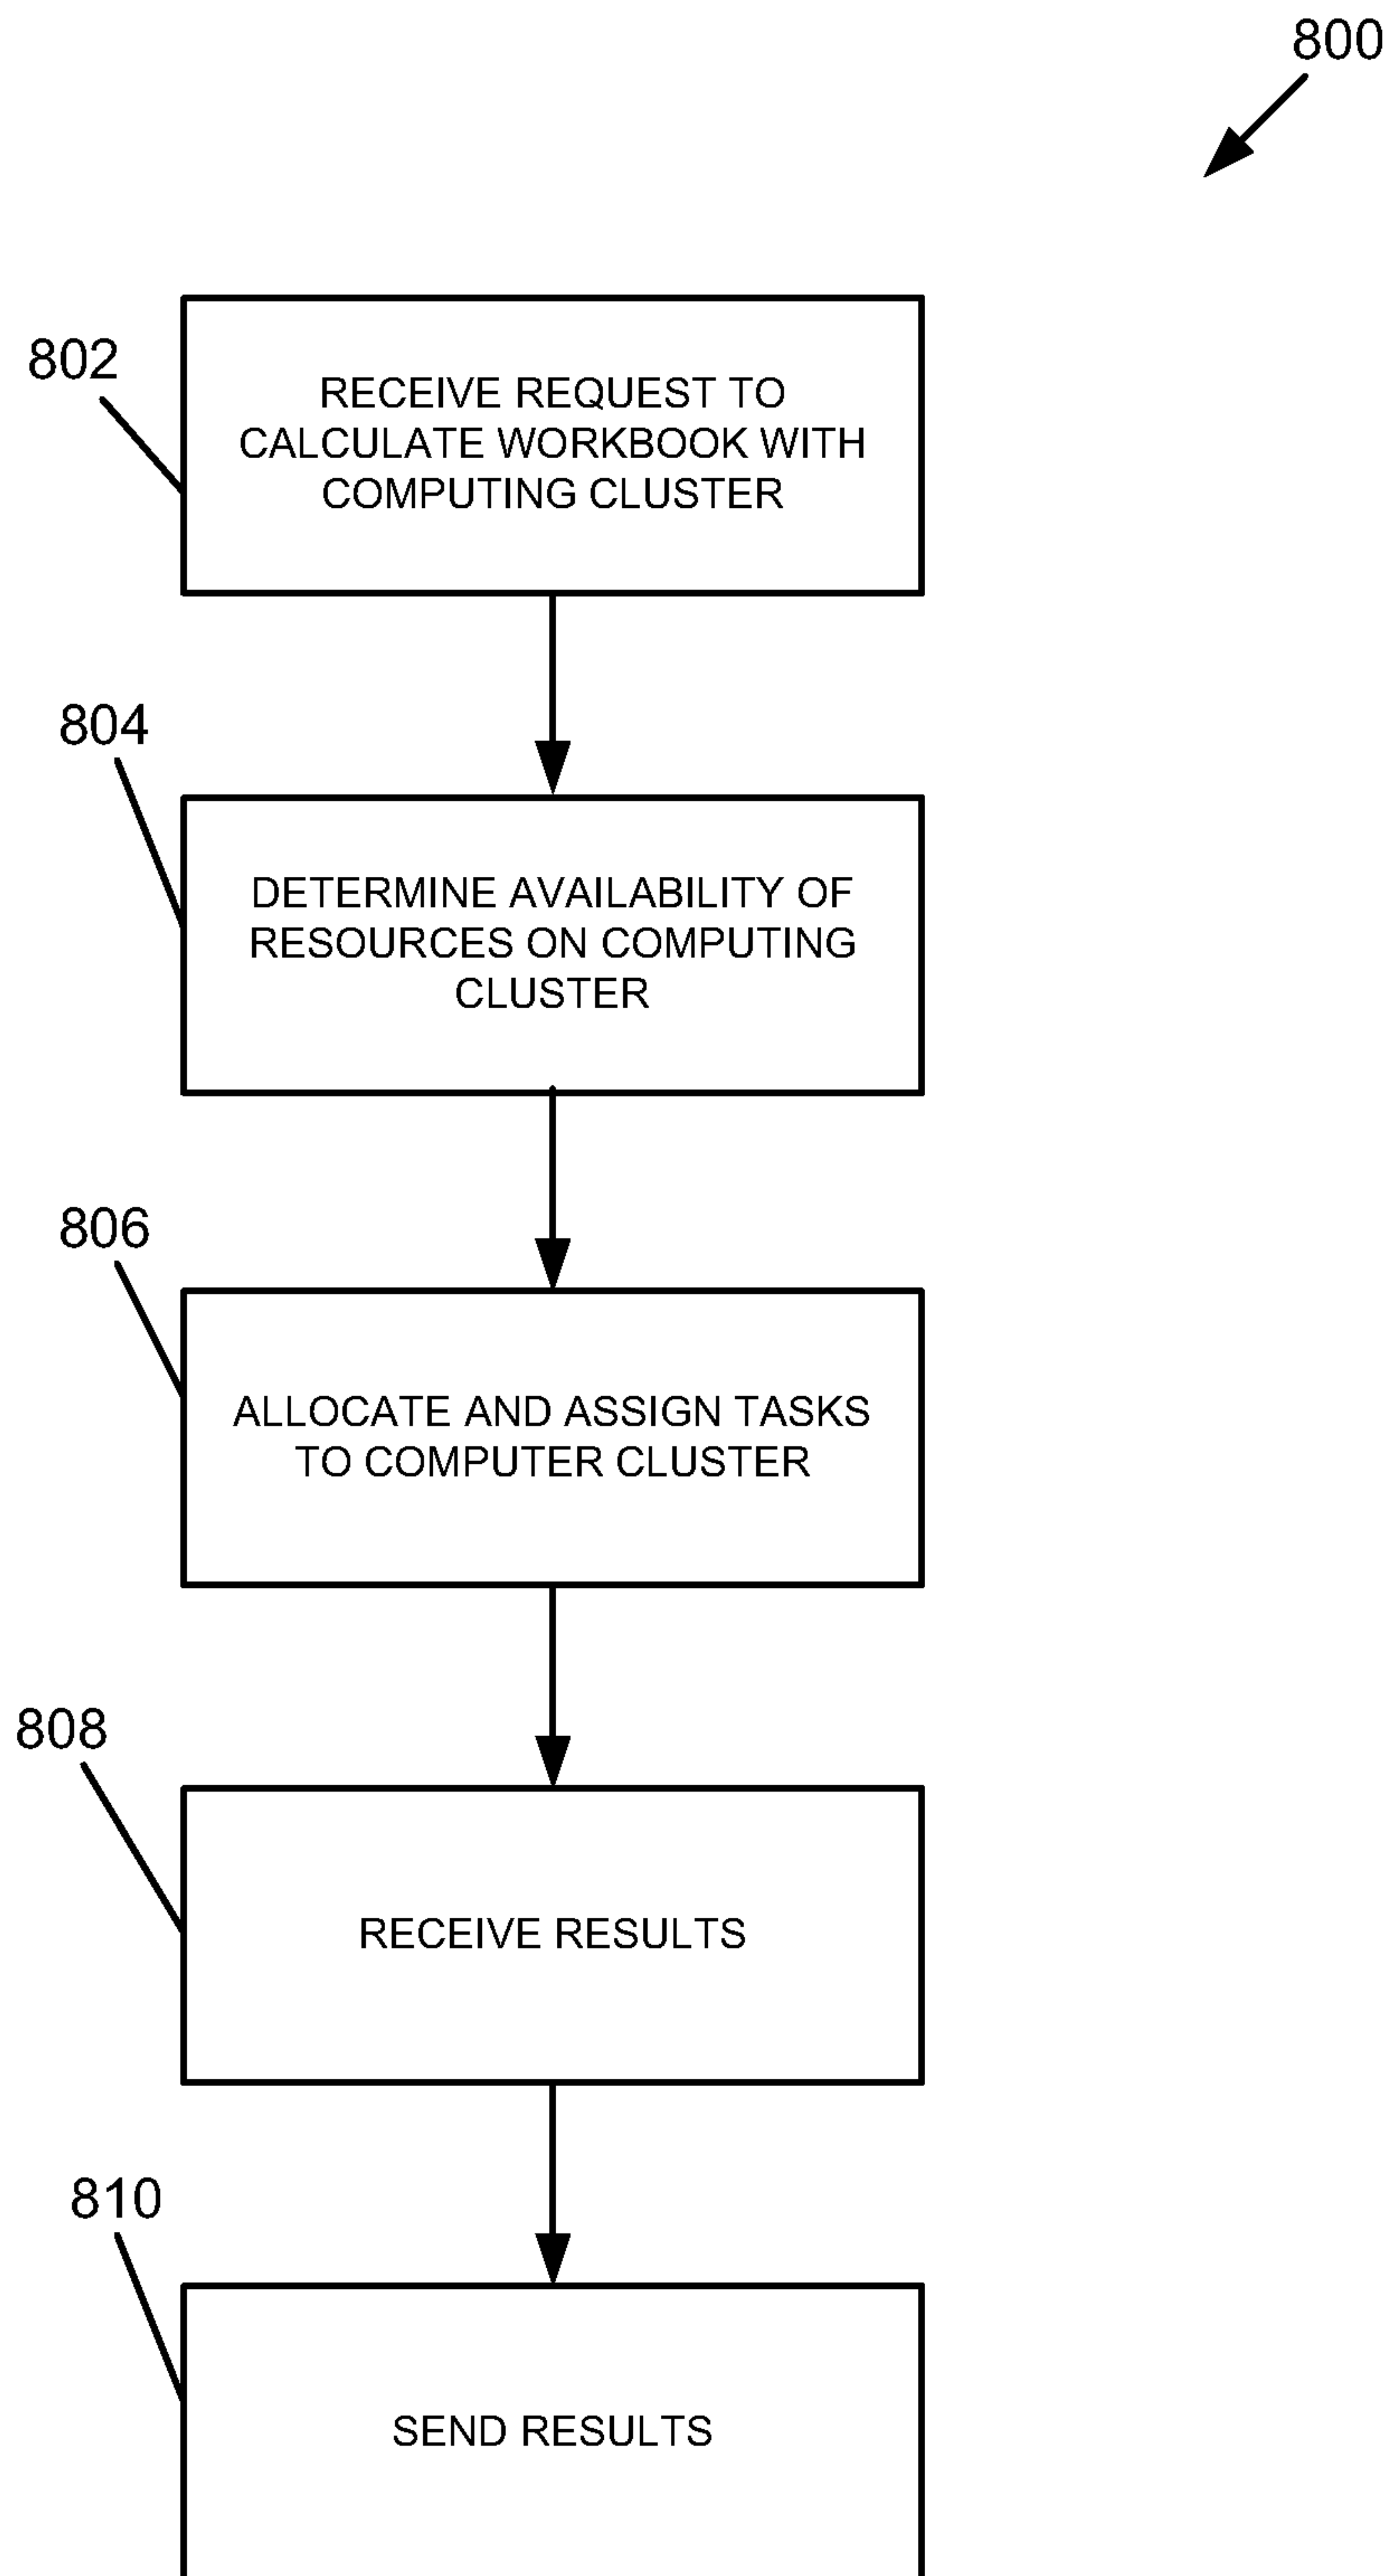 800
802
RECEIVE REQUEST TO
CALCULATE WORKBOOK WITH
COMPUTING CLUSTER
804
DETERMINE AVAILABILITY OF
RESOURCES ON COMPUTING
CLUSTER
806
ALLOCATE AND ASSIGN TASKS
TO COMPUTER CLUSTER
808
RECEIVE RESULTS
810
SEND RESULTS